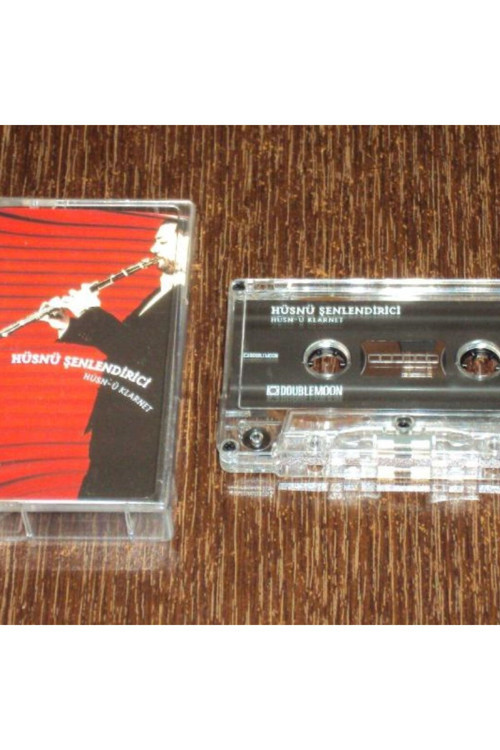 HÜSNÜ ŞENLENDİRİCİ
HÜSN-Ü KLARNET
HÜSNÜ ŞENLENDİRİCİ
HÜSN-Ü KLARNET
DOUBLEMOON